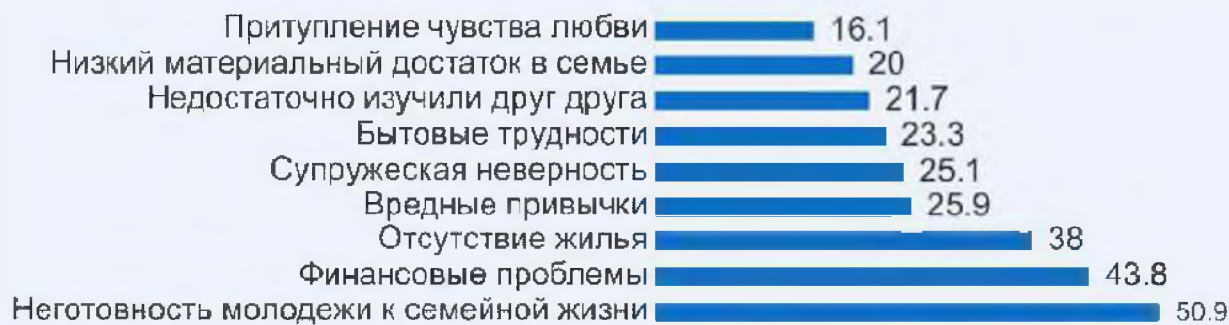 Притупление чувства любви 16.1
Низкий материальный достаток в семье 20
Недостаточно изучили друг друга 21.7
Бытовые трудности 23.3
Супружеская неверность 25.1
Вредные привычки 25.9
Отсутствие жилья 38
Финансовые проблемы 43.8
Неготовность молодежи к семейной жизни 50.9